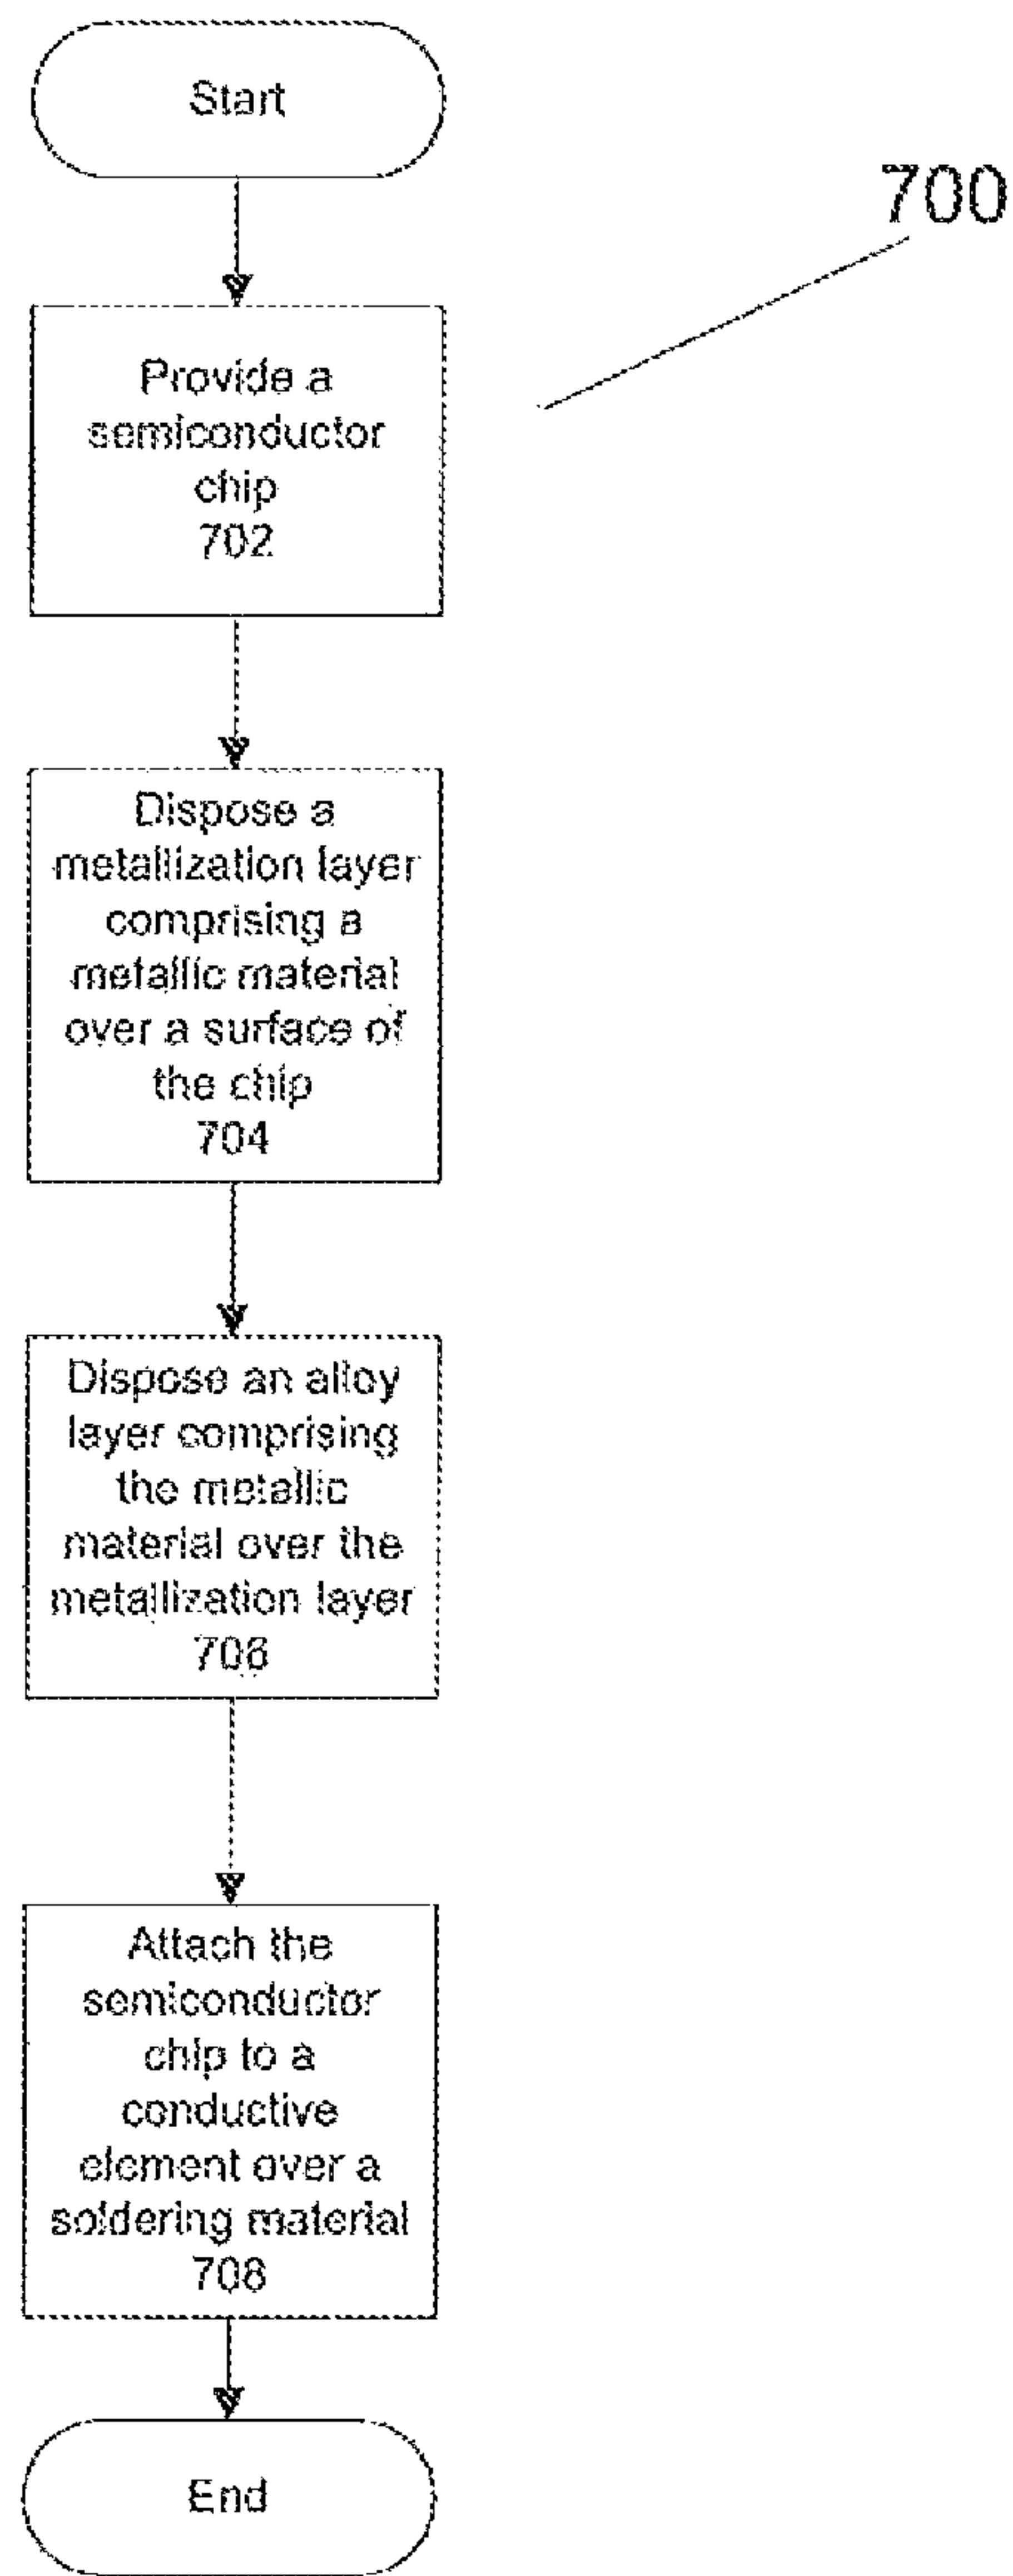 Start
700
Provide a
semiconductor
chip
702
Dispose a
metallization layer
comprising a
metallic material
over a surface of
the chip
704
Dispose an alloy
layer comprising
the metallic
material over the
metallization layer
706
Attach the
semiconductor
chip to a
conductive
element over a
soldering material
708
End